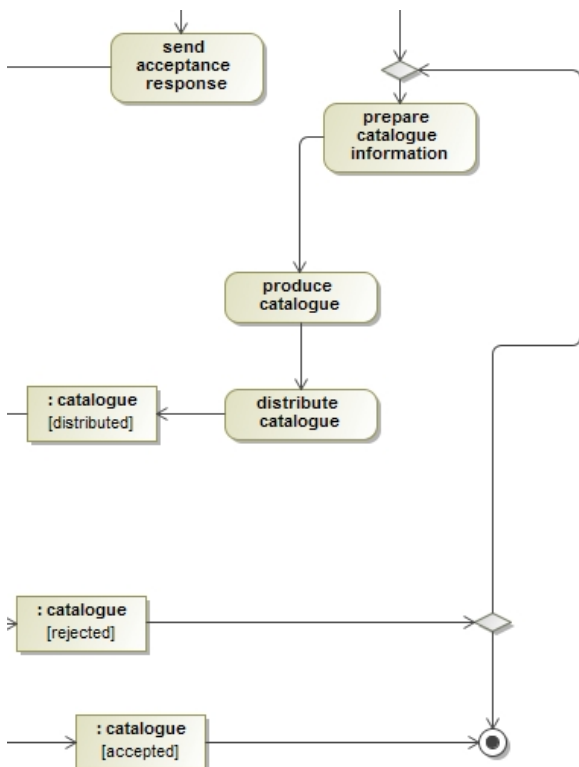 send
acceptance
response
prepare
catalogue
information
produce
catalogue
distribute
catalogue
: catalogue
[distributed]
: catalogue
[rejected]
: catalogue
[accepted]